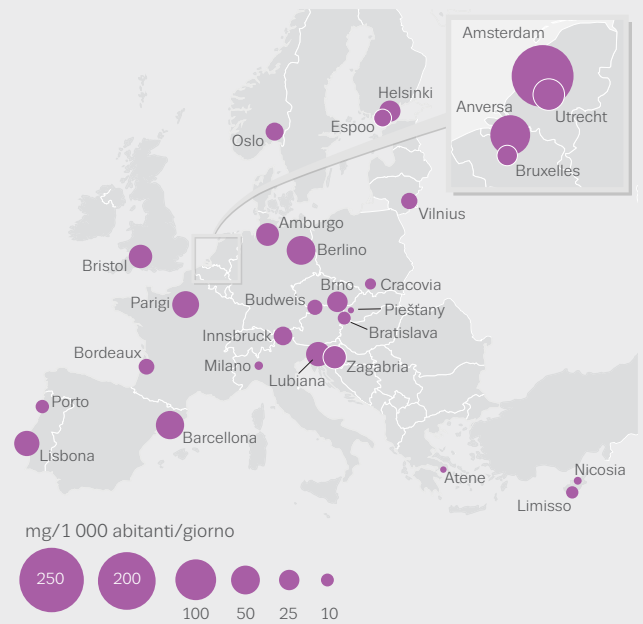 Amsterdam
Utrecht
Anversa
Bruxelles
Helsinki
Espoo
Oslo
Vilnius
Amburgo
Berlino
Bristol
Cracovia
Brno
Parigi
Budweis
Piešťany
Bratislava
Innsbruck
Bordeaux
Milano
Zagabria
Lubiana
Porto
Barcellona
Lisbona
Atene
Nicosia
Limisso
mg/1 000 abitanti/giorno
250
200
100
50
25
10